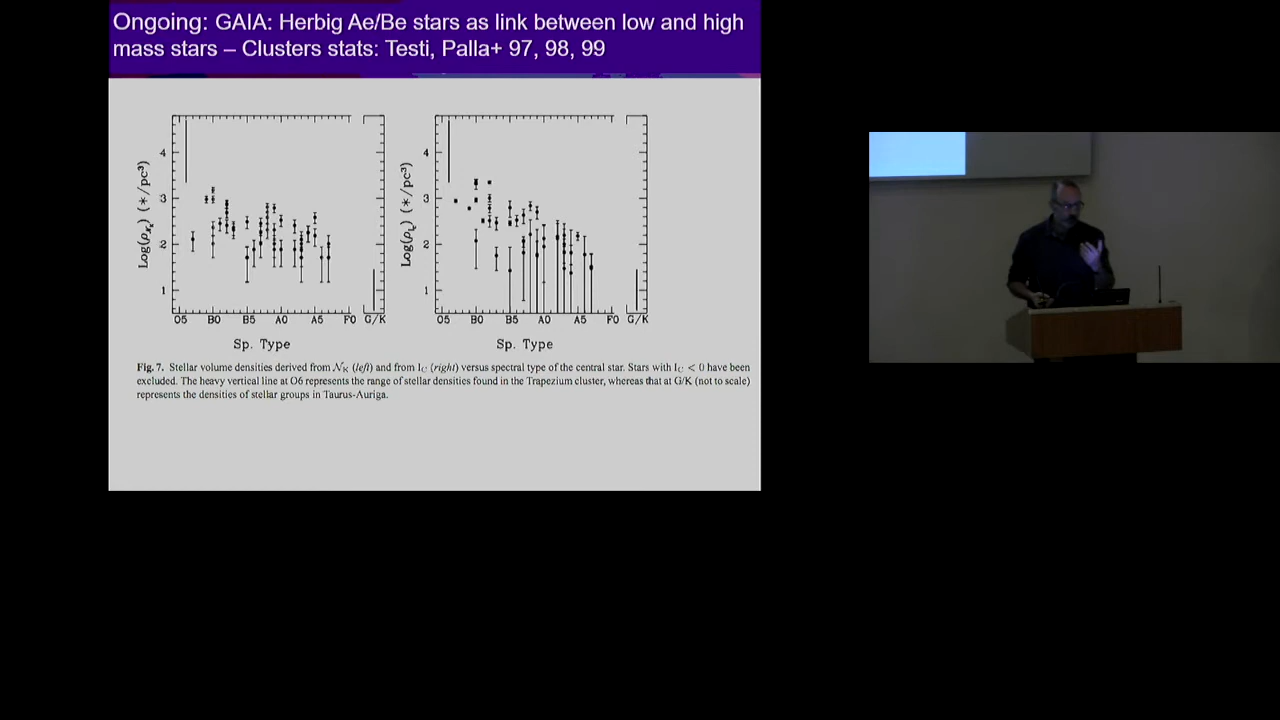 Ongoing: GAIA: Herbig Ae/Be stars as link between low and high
mass stars – Clusters stats: Testi, Palla+ 97, 98, 99
4
3
2
1
Sp. Type
O5 B0 B5 A0 A5 F0 G/K
4
3
2
1
O5 B0 B5 A0 A5 F0 G/K
Sp. Type
Fig. 7. Stellar volume densities derived from 𝒩K (left) and from IC (right) versus spectral type of the central star. Stars with IC < 0 have been
excluded. The heavy vertical line at O6 represents the range of stellar densities found in the Trapezium cluster, whereas that at G/K (not to scale)
represents the densities of stellar groups in Taurus-Auriga.